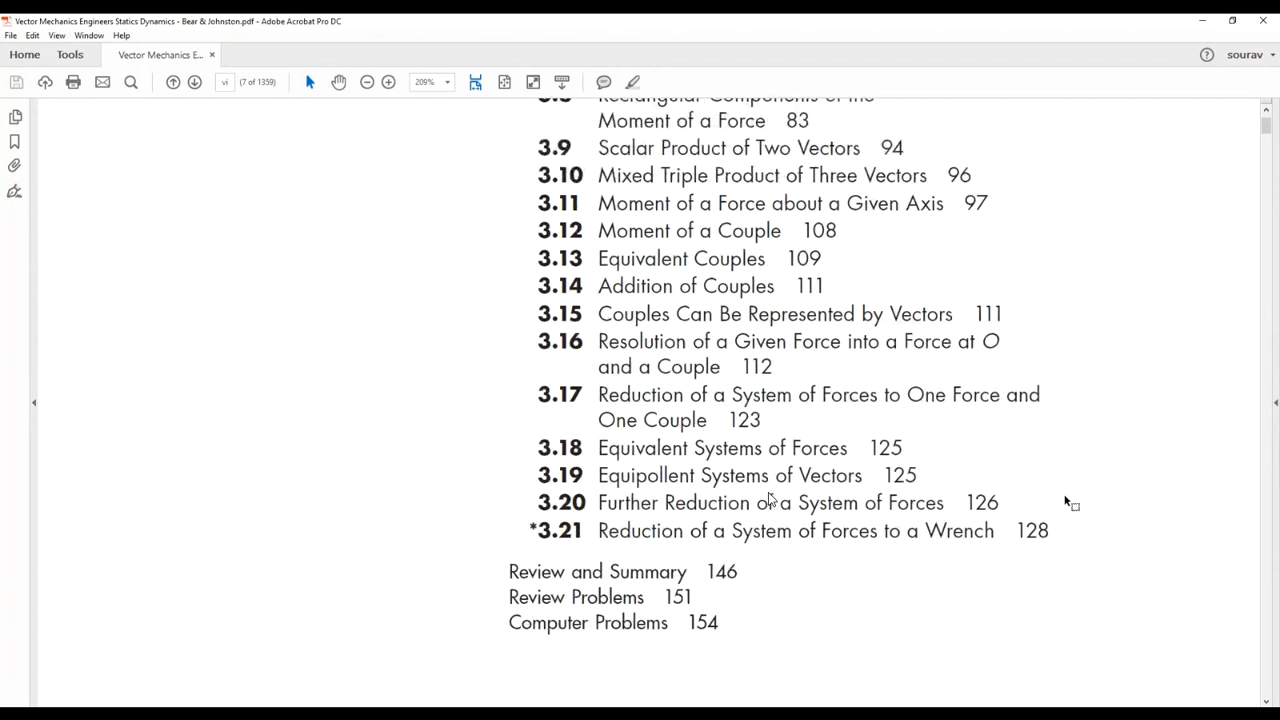 Vector Mechanics Engineers Statics Dynamics - Bear & Johnston.pdf - Adobe Acrobat Pro DC
File Edit View Window Help
Home Tools Vector Mechanics E... × sourav
vi (7 of 1359) 209%
3.8 Rectangular Components of the
Moment of a Force 83
3.9 Scalar Product of Two Vectors 94
3.10 Mixed Triple Product of Three Vectors 96
3.11 Moment of a Force about a Given Axis 97
3.12 Moment of a Couple 108
3.13 Equivalent Couples 109
3.14 Addition of Couples 111
3.15 Couples Can Be Represented by Vectors 111
3.16 Resolution of a Given Force into a Force at O
and a Couple 112
3.17 Reduction of a System of Forces to One Force and
One Couple 123
3.18 Equivalent Systems of Forces 125
3.19 Equipollent Systems of Vectors 125
3.20 Further Reduction of a System of Forces 126
*3.21 Reduction of a System of Forces to a Wrench 128
Review and Summary 146
Review Problems 151
Computer Problems 154